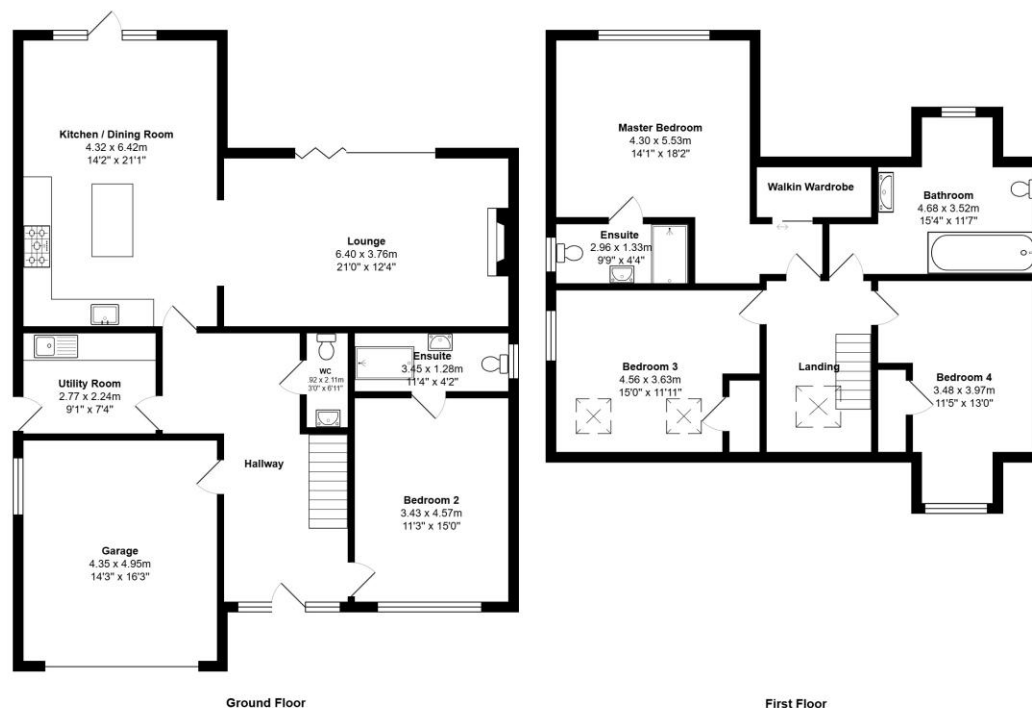 Kitchen / Dining Room
4.32 x 6.42m
14'2" x 21'1"
Lounge
6.40 x 3.76m
21'0" x 12'4"
Utility Room
2.77 x 2.24m
9'1" x 7'4"
WC
.92 x 2.11m
3'0" x 6'11"
Ensuite
3.45 x 1.28m
11'4" x 4'2"
Hallway
Bedroom 2
3.43 x 4.57m
11'3" x 15'0"
Garage
4.35 x 4.95m
14'3" x 16'3"
Ground Floor
Master Bedroom
4.30 x 5.53m
14'1" x 18'2"
Walkin Wardrobe
Bathroom
4.68 x 3.52m
15'4" x 11'7"
Ensuite
2.96 x 1.33m
9'9" x 4'4"
Bedroom 3
4.56 x 3.63m
15'0" x 11'11"
Landing
Bedroom 4
3.48 x 3.97m
11'5" x 13'0"
First Floor